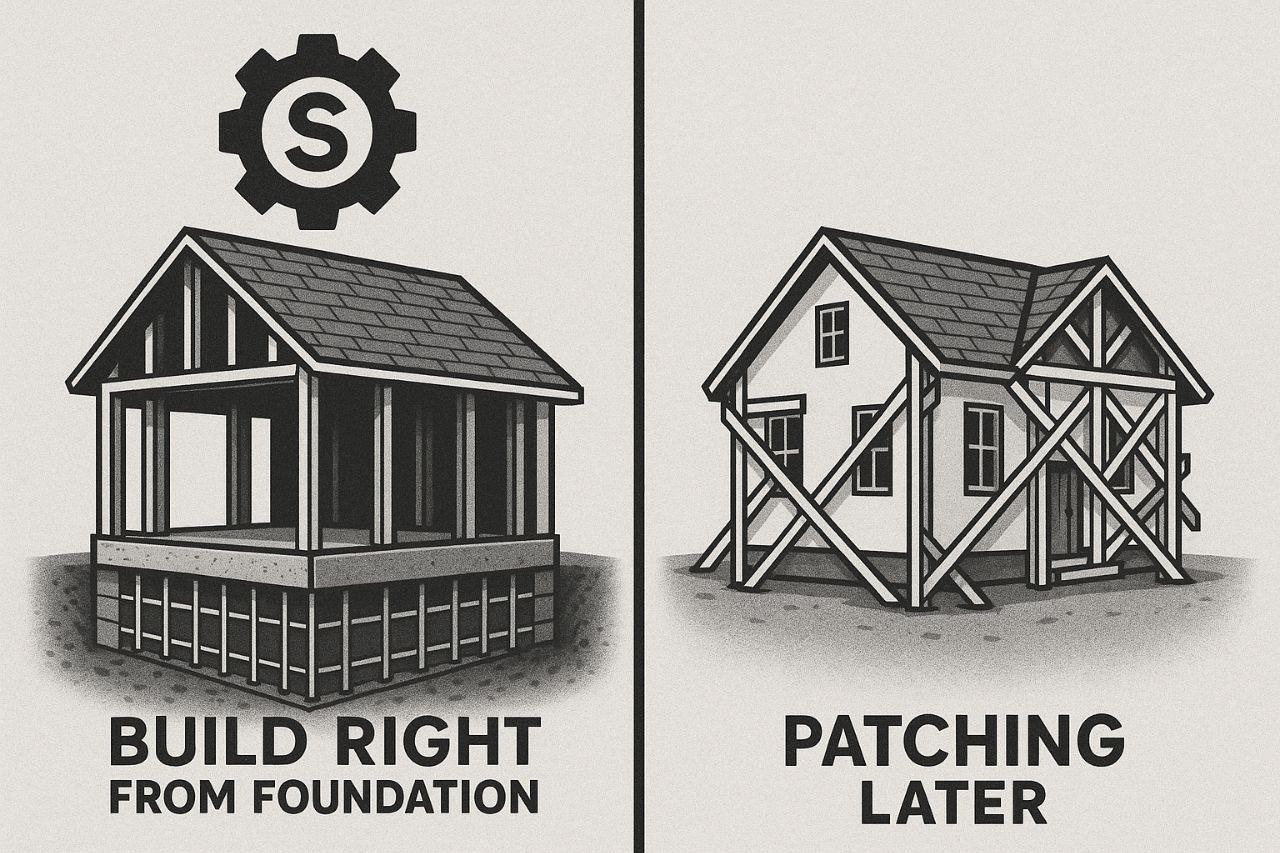 S
BUILD RIGHT
FROM FOUNDATION
PATCHING
LATER